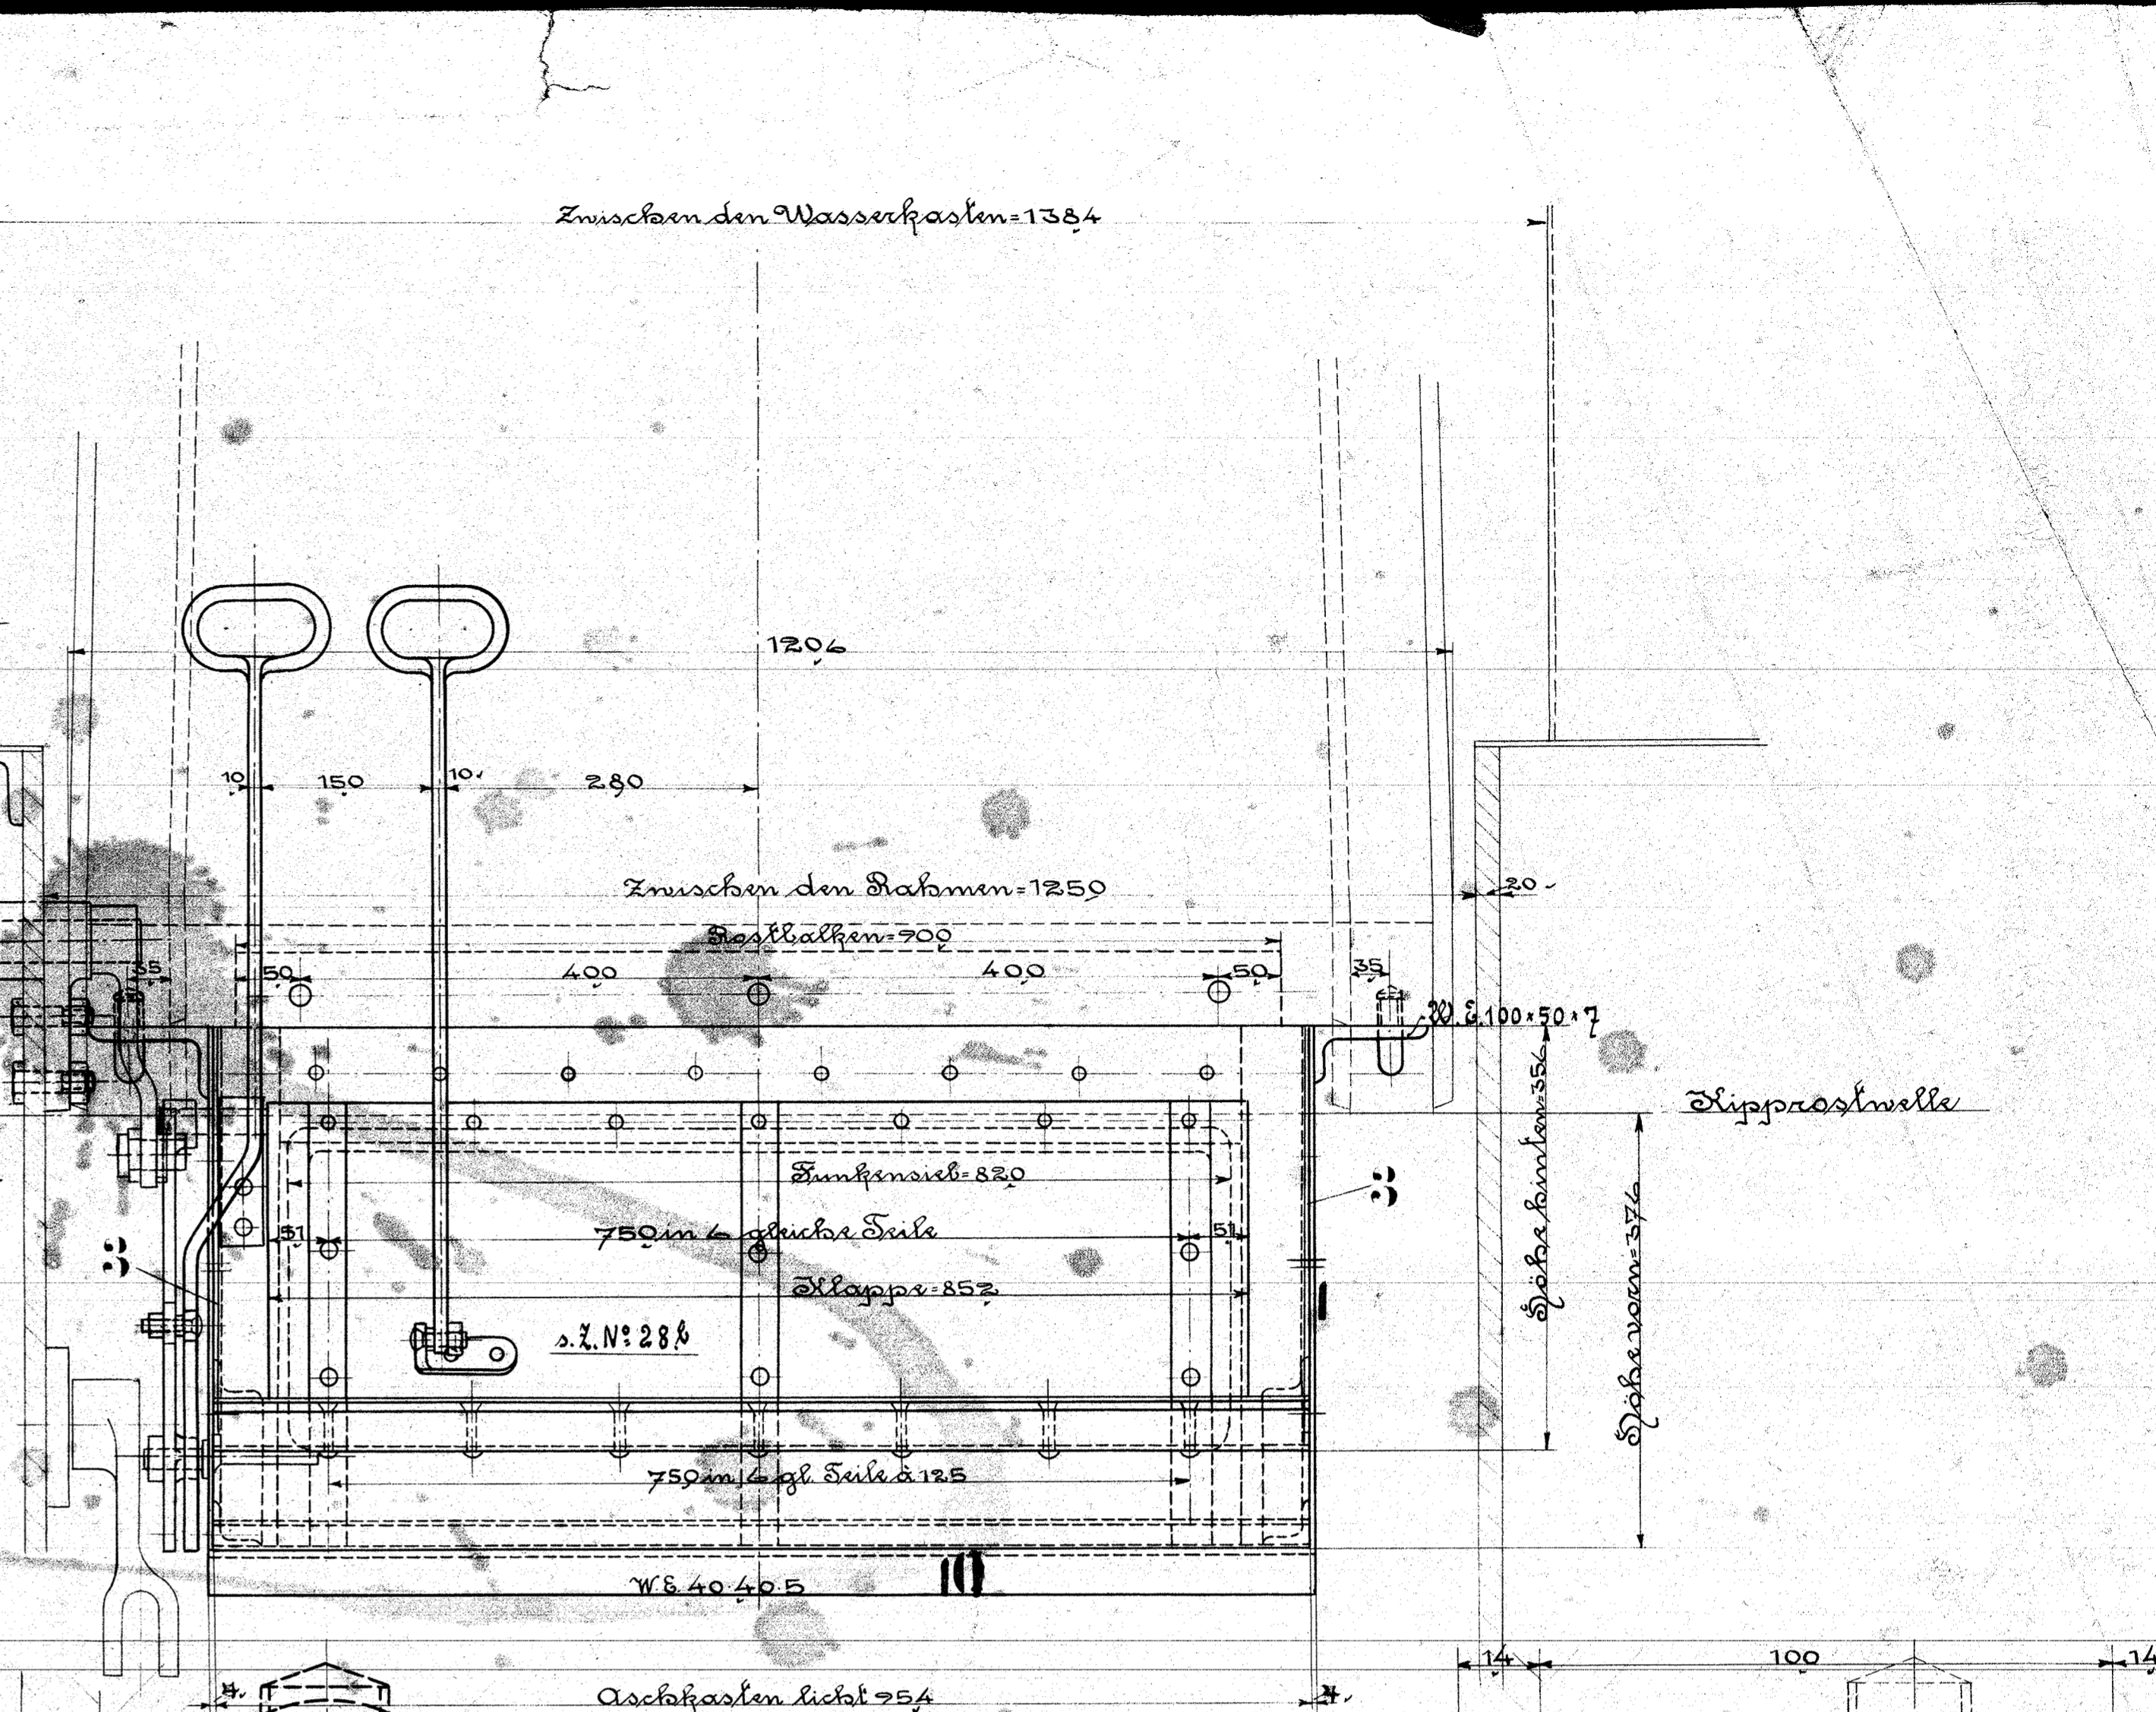 Zwischen den Wasserkasten=1384
1206
10 150 10. 280
Zwischen den Rahmen=1250
20
Rostbalken=900
35 50 400 400 50 35
W.E.100×50×7
Kipprostwelle
Funkensieb=820
3
51 750 in 6 gleiche Teile 51
3
Klappe=852
1
Höhe hinten=356
Höhe vorn=376
s.Z.No 28b
750 in 6 gl. Teile à 125
W.E. 40.40.5
10
14 100 14
4. Aschkasten licht 954 4.